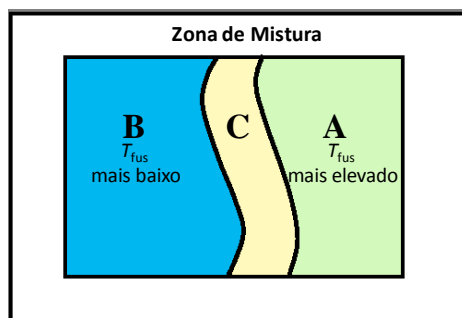 Zona de Mistura
B
T fus
mais baixo
C
A
T fus
mais elevado